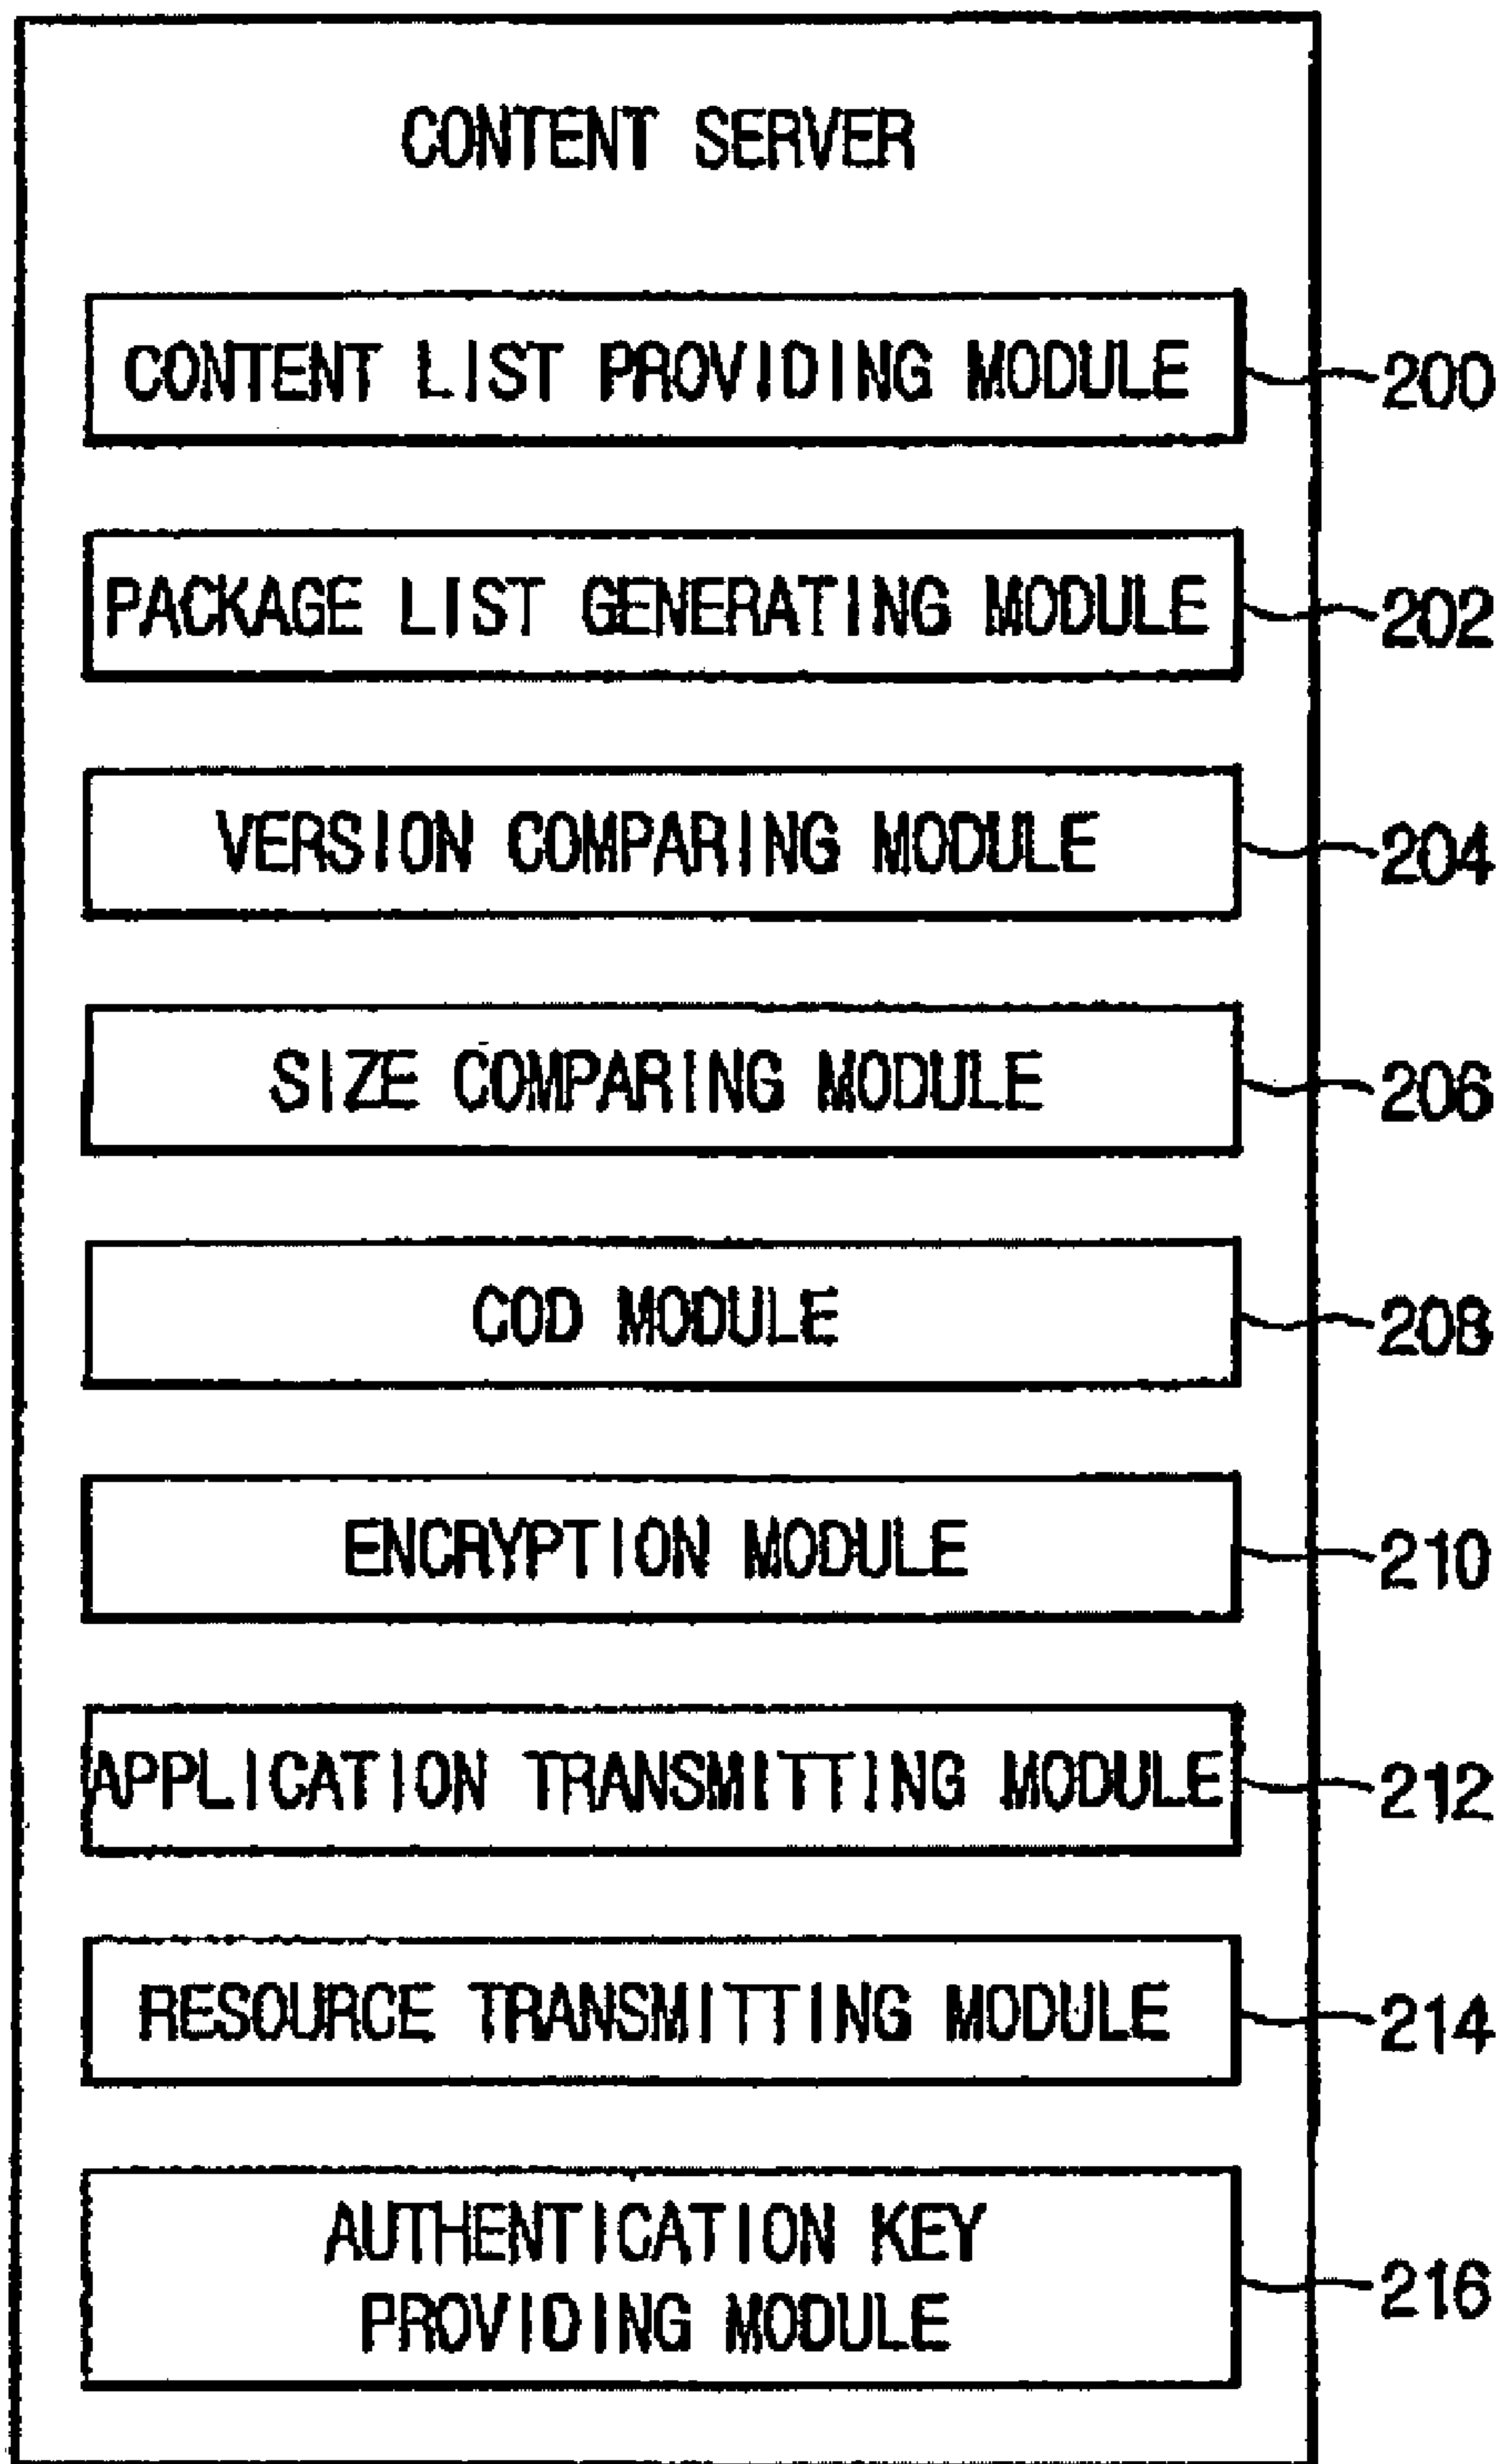 CONTENT SERVER
CONTENT LIST PROVIDING MODULE
200
PACKAGE LIST GENERATING MODULE
202
VERSION COMPARING MODULE
204
SIZE COMPARING MODULE
206
COD MODULE
208
ENCRYPTION MODULE
210
APPLICATION TRANSMITTING MODULE
212
RESOURCE TRANSMITTING MODULE
214
AUTHENTICATION KEY
PROVIDING MODULE
216